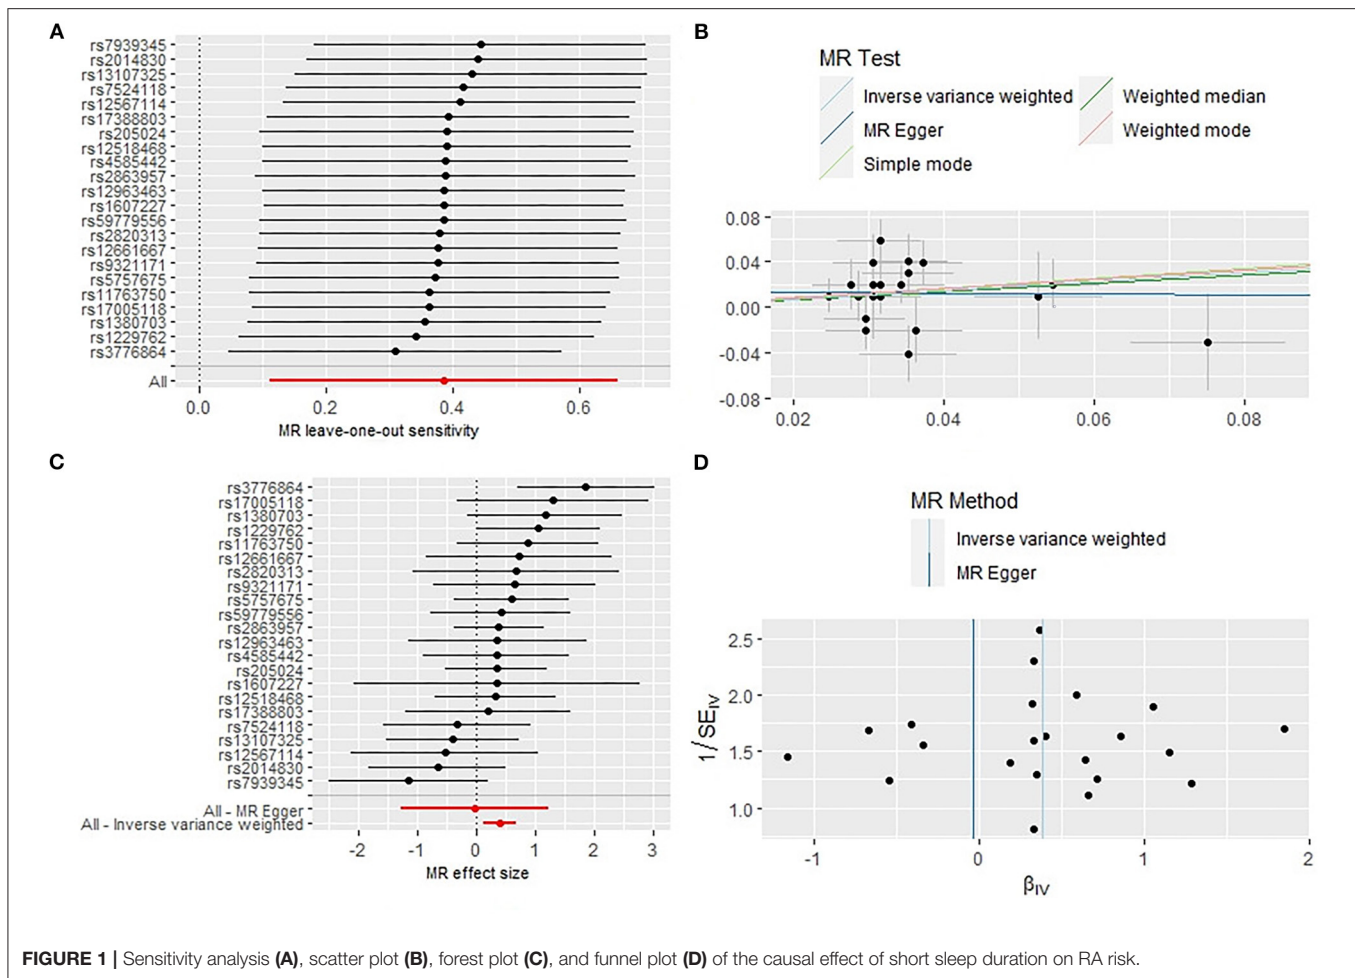 A
rs7939345
rs2014830
rs13107325
rs7524118
rs12567114
rs17388803
rs205024
rs12518468
rs4585442
rs2863957
rs12963463
rs1607227
rs59779556
rs2820313
rs12661667
rs9321171
rs5757675
rs11763750
rs17005118
rs1380703
rs1229762
rs3776864
All
0.0 0.2 0.4 0.6
MR leave-one-out sensitivity
B
MR Test
Inverse variance weighted Weighted median
MR Egger Weighted mode
Simple mode
0.08
0.04
0.00
-0.04
-0.08
0.02 0.04 0.06 0.08
C
rs3776864
rs17005118
rs1380703
rs1229762
rs11763750
rs12661667
rs2820313
rs9321171
rs5757675
rs59779556
rs2863957
rs12963463
rs4585442
rs205024
rs1607227
rs12518468
rs17388803
rs7524118
rs13107325
rs12567114
rs2014830
rs7939345
All - MR Egger
All - Inverse variance weighted
-2 -1 0 1 2 3
MR effect size
D
MR Method
Inverse variance weighted
MR Egger
2.5
2.0
1.5
1.0
1/SE_IV
-1 0 1 2
β_IV
FIGURE 1 | Sensitivity analysis (A), scatter plot (B), forest plot (C), and funnel plot (D) of the causal effect of short sleep duration on RA risk.